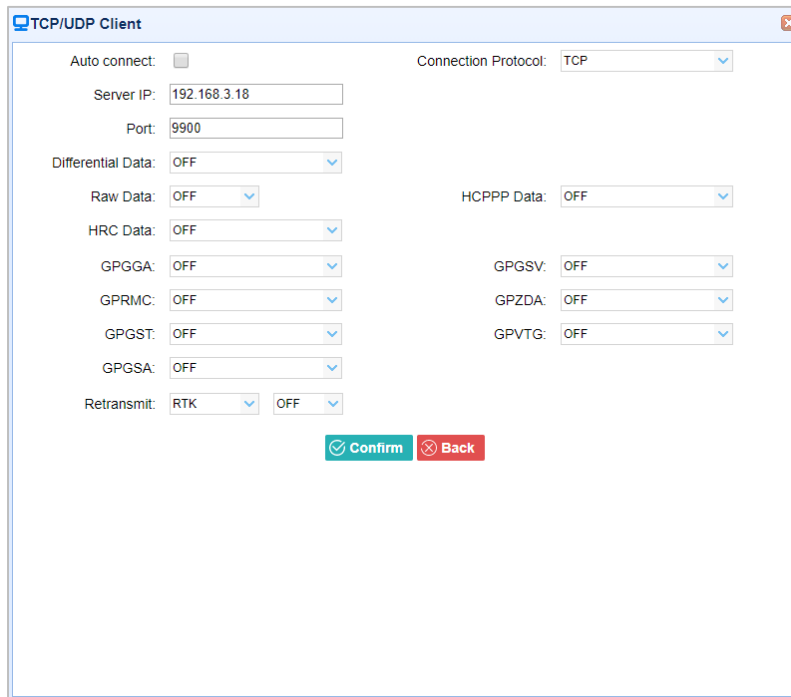 TCP/UDP Client
Auto connect: Connection Protocol: TCP
Server IP: 192.168.3.18
Port: 9900
Differential Data: OFF
Raw Data: OFF HCPPP Data: OFF
HRC Data: OFF
GPGGA: OFF GPGSV: OFF
GPRMC: OFF GPZDA: OFF
GPGST: OFF GPVTG: OFF
GPGSA: OFF
Retransmit: RTK OFF
Confirm Back